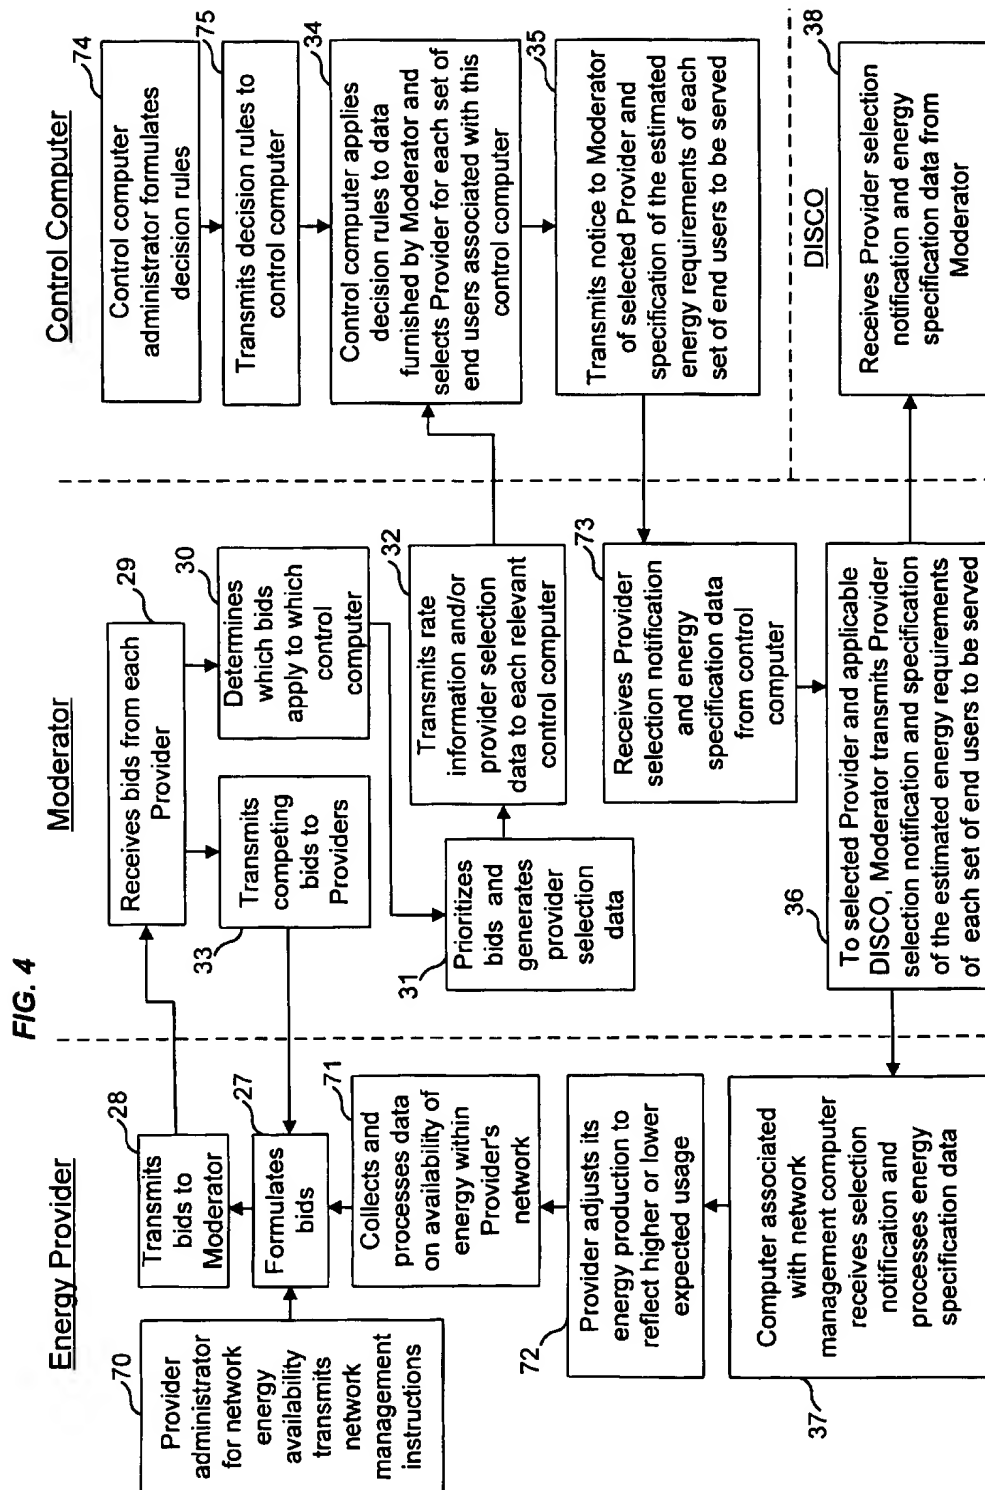 FIG. 4
Energy Provider
70
Provider
administrator
for network
energy
availability
transmits
network
management
instructions
28
Transmits
bids to
Moderator
27
Formulates
bids
71
Collects and
processes data
on availability of
energy within
Provider's
network
72
Provider adjusts its
energy production to
reflect higher or lower
expected usage
37
Computer associated
with network
management computer
receives selection
notification and
processes energy
specification data
Moderator
29
Receives bids from each
Provider
33
Transmits
competing
bids to
Providers
30
Determines
which bids
apply to which
control
computer
31
Prioritizes
bids and
generates
provider
selection
data
32
Transmits rate
information and/or
provider selection
data to each relevant
control computer
73
Receives Provider
selection notification
and energy
specification data
from control
computer
36
To selected Provider and applicable
DISCO, Moderator transmits Provider
selection notification and specification
of the estimated energy requirements
of each set of end users to be served
Control Computer
74
Control computer
administrator formulates
decision rules
75
Transmits decision rules to
control computer
34
Control computer applies
decision rules to data
furnished by Moderator and
selects Provider for each set of
end users associated with this
control computer
35
Transmits notice to Moderator
of selected Provider and
specification of the estimated
energy requirements of each
set of end users to be served
DISCO
38
Receives Provider selection
notification and energy
specification data from
Moderator